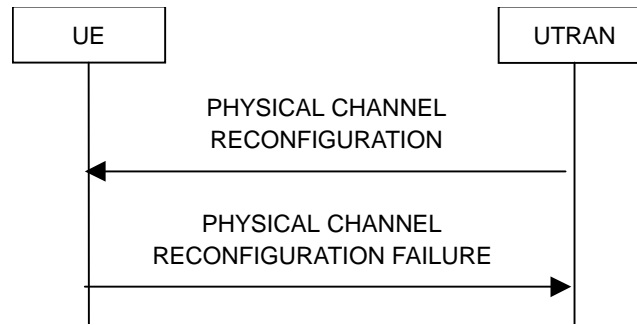 UE
UTRAN
PHYSICAL CHANNEL
RECONFIGURATION
PHYSICAL CHANNEL
RECONFIGURATION FAILURE